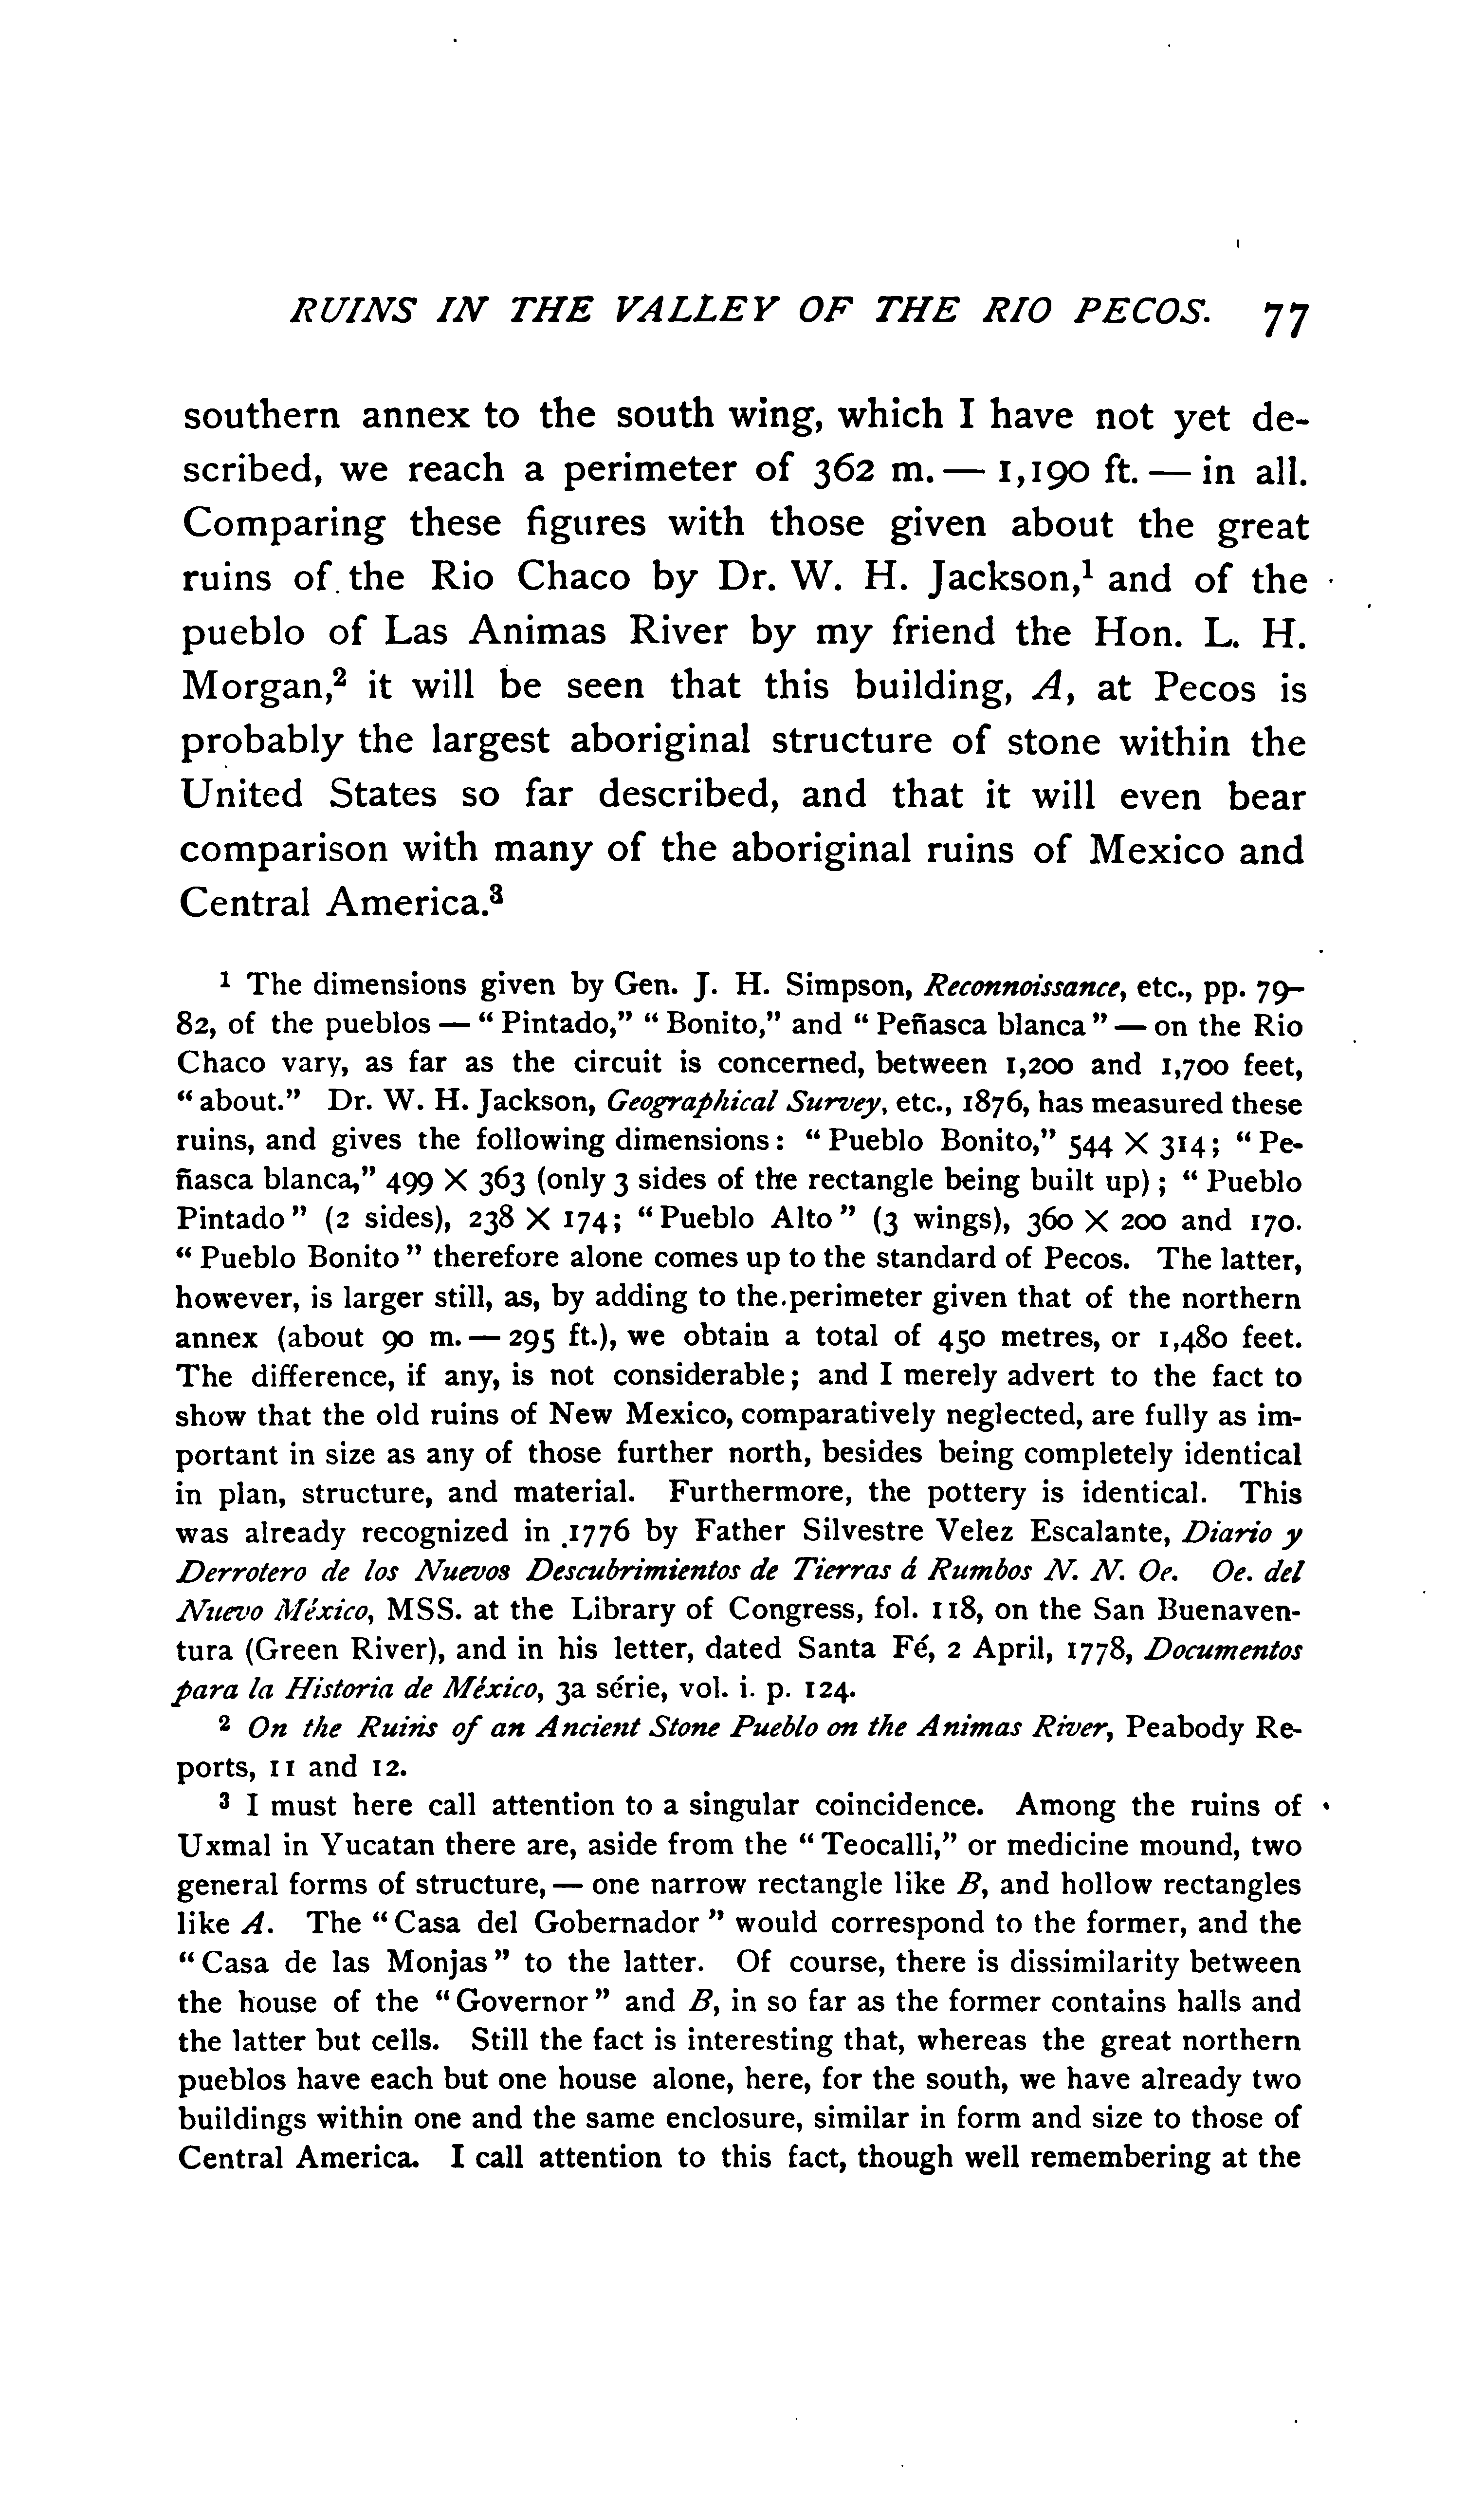 RUINS IN THE VALLEY OF THE RIO PECOS. 77
southern annex to the south wing, which I have not yet de-
scribed, we reach a perimeter of 362 m. — 1,190 ft. — in all.
Comparing these figures with those given about the great
ruins of the Rio Chaco by Dr. W. H. Jackson,¹ and of the
pueblo of Las Animas River by my friend the Hon. L. H.
Morgan,² it will be seen that this building, A, at Pecos is
probably the largest aboriginal structure of stone within the
United States so far described, and that it will even bear
comparison with many of the aboriginal ruins of Mexico and
Central America.³
¹ The dimensions given by Gen. J. H. Simpson, Reconnoissance, etc., pp. 79–
82, of the pueblos — “Pintado,” “Bonito,” and “Peñasca blanca” — on the Rio
Chaco vary, as far as the circuit is concerned, between 1,200 and 1,700 feet,
“about.” Dr. W. H. Jackson, Geographical Survey, etc., 1876, has measured these
ruins, and gives the following dimensions: “Pueblo Bonito,” 544 × 314; “Pe-
ñasca blanca,” 499 × 363 (only 3 sides of the rectangle being built up); “Pueblo
Pintado” (2 sides), 238 × 174; “Pueblo Alto” (3 wings), 360 × 200 and 170.
“Pueblo Bonito” therefore alone comes up to the standard of Pecos. The latter,
however, is larger still, as, by adding to the perimeter given that of the northern
annex (about 90 m. — 295 ft.), we obtain a total of 450 metres, or 1,480 feet.
The difference, if any, is not considerable; and I merely advert to the fact to
show that the old ruins of New Mexico, comparatively neglected, are fully as im-
portant in size as any of those further north, besides being completely identical
in plan, structure, and material. Furthermore, the pottery is identical. This
was already recognized in 1776 by Father Silvestre Velez Escalante, Diario y
Derrotero de los Nuevos Descubrimientos de Tierras á Rumbos N. N. Oe. Oe. del
Nuevo México, MSS. at the Library of Congress, fol. 118, on the San Buenaven-
tura (Green River), and in his letter, dated Santa Fé, 2 April, 1778, Documentos
para la Historia de México, 3a série, vol. i. p. 124.
² On the Ruins of an Ancient Stone Pueblo on the Animas River, Peabody Re-
ports, 11 and 12.
³ I must here call attention to a singular coincidence. Among the ruins of
Uxmal in Yucatan there are, aside from the “Teocalli,” or medicine mound, two
general forms of structure, — one narrow rectangle like B, and hollow rectangles
like A. The “Casa del Gobernador” would correspond to the former, and the
“Casa de las Monjas” to the latter. Of course, there is dissimilarity between
the house of the “Governor” and B, in so far as the former contains halls and
the latter but cells. Still the fact is interesting that, whereas the great northern
pueblos have each but one house alone, here, for the south, we have already two
buildings within one and the same enclosure, similar in form and size to those of
Central America. I call attention to this fact, though well remembering at the